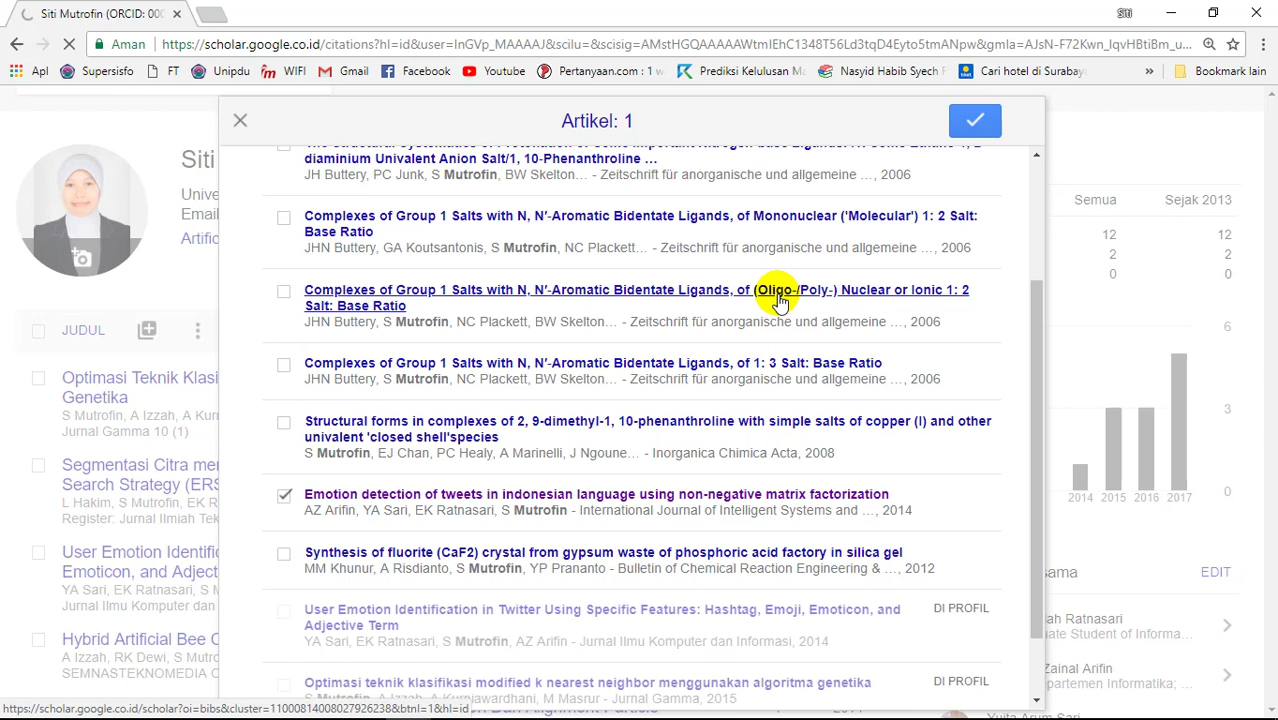 Siti Mutrofin (ORCID: 000
Siti
Aman
https://scholar.google.co.id/citations?hl=id&user=InGVp_MAAAAJ&scilu=&scisig=AMstHGQAAAAAWtmIEhC1348T56Ld3tqD4Eyto5tmANpw&gmla=AJsN-F72Kwn_lqvHBtiBm_u...
Apl
Supersisfo
FT
Unipdu
WIFI
Gmail
Facebook
Youtube
Pertanyaan.com : 1 w
Prediksi Kelulusan Ma
Nasyid Habib Syech F
Cari hotel di Surabaya
»
Bookmark lain
Artikel: 1
diaminium Univalent Anion Salt/1, 10-Phenanthroline ...
JH Buttery, PC Junk, S Mutrofin, BW Skelton... - Zeitschrift für anorganische und allgemeine ..., 2006
Complexes of Group 1 Salts with N, N′-Aromatic Bidentate Ligands, of Mononuclear ('Molecular') 1: 2 Salt:
Base Ratio
JHN Buttery, GA Koutsantonis, S Mutrofin, NC Plackett... - Zeitschrift für anorganische und allgemeine ..., 2006
Complexes of Group 1 Salts with N, N′-Aromatic Bidentate Ligands, of (Oligo-/Poly-) Nuclear or Ionic 1: 2
Salt: Base Ratio
JHN Buttery, S Mutrofin, NC Plackett, BW Skelton... - Zeitschrift für anorganische und allgemeine ..., 2006
Complexes of Group 1 Salts with N, N′-Aromatic Bidentate Ligands, of 1: 3 Salt: Base Ratio
JHN Buttery, S Mutrofin, NC Plackett, BW Skelton... - Zeitschrift für anorganische und allgemeine ..., 2006
Structural forms in complexes of 2, 9-dimethyl-1, 10-phenanthroline with simple salts of copper (I) and other
univalent 'closed shell'species
S Mutrofin, EJ Chan, PC Healy, A Marinelli, J Ngoune... - Inorganica Chimica Acta, 2008
Emotion detection of tweets in indonesian language using non-negative matrix factorization
AZ Arifin, YA Sari, EK Ratnasari, S Mutrofin - International Journal of Intelligent Systems and ..., 2014
Synthesis of fluorite (CaF2) crystal from gypsum waste of phosphoric acid factory in silica gel
MM Khunur, A Risdianto, S Mutrofin, YP Prananto - Bulletin of Chemical Reaction Engineering & ..., 2012
User Emotion Identification in Twitter Using Specific Features: Hashtag, Emoji, Emoticon, and
Adjective Term
DI PROFIL
YA Sari, EK Ratnasari, S Mutrofin, AZ Arifin - Jurnal Ilmu Komputer dan Informasi, 2014
Optimasi teknik klasifikasi modified k nearest neighbor menggunakan algoritma genetika
DI PROFIL
S Mutrofin, A Izzah, A Kurniawardhani, M Masrur - Jurnal Gamma, 2015
Siti
Unive
Email
Artific
JUDUL
Optimasi Teknik Klasi
Genetika
S Mutrofin, A Izzah, A Kur
Jurnal Gamma 10 (1)
Segmentasi Citra men
Search Strategy (ERS
L Hakim, S Mutrofin, EK R
Register: Jurnal Ilmiah Tek
User Emotion Identific
Emoticon, and Adject
YA Sari, EK Ratnasari, S M
Jurnal Ilmu Komputer dan
Hybrid Artificial Bee C
A Izzah, RK Dewi, S Mutro
SEMNASTEKNOMEDIA O
Semua
Sejak 2013
12
12
2
2
0
0
6
3
0
2014
2015
2016
2017
sama
EDIT
h Ratnasari
uate Student of Informa...
Zainal Arifin
partemen Informatika, ...
Yuita Arum Sari
https://scholar.google.co.id/scholar?oi=bibs&cluster=11000814008029262388&btnI=1&hl=id